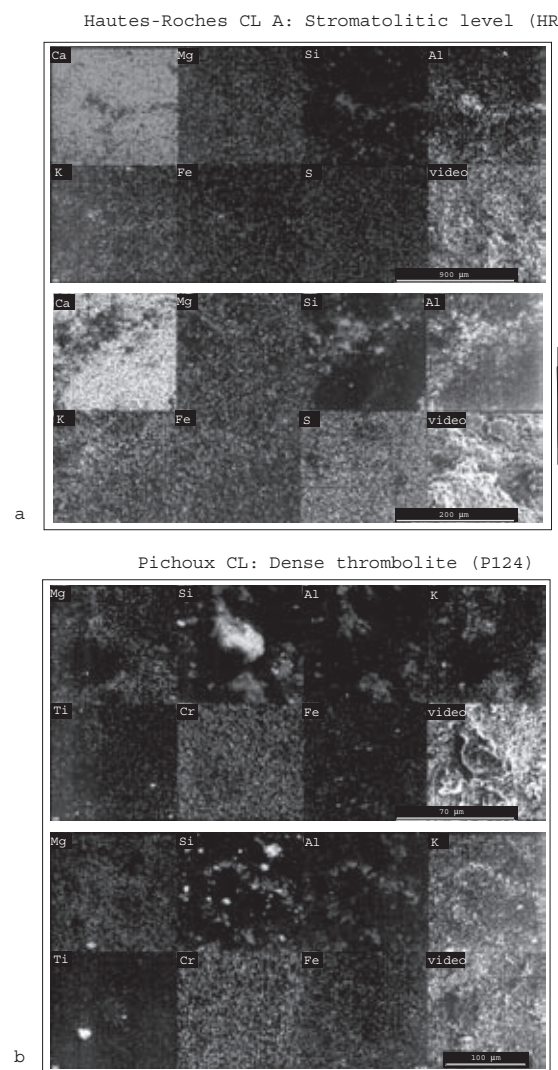 Hautes-Roches CL A: Stromatolitic level (HR
Ca Mg Si Al
K Fe S video
900 µm
Ca Mg Si Al
K Fe S video
200 µm
a
Pichoux CL: Dense thrombolite (P124)
Mg Si Al K
Ti Cr Fe video
70 µm
Mg Si Al K
Ti Cr Fe video
100 µm
b